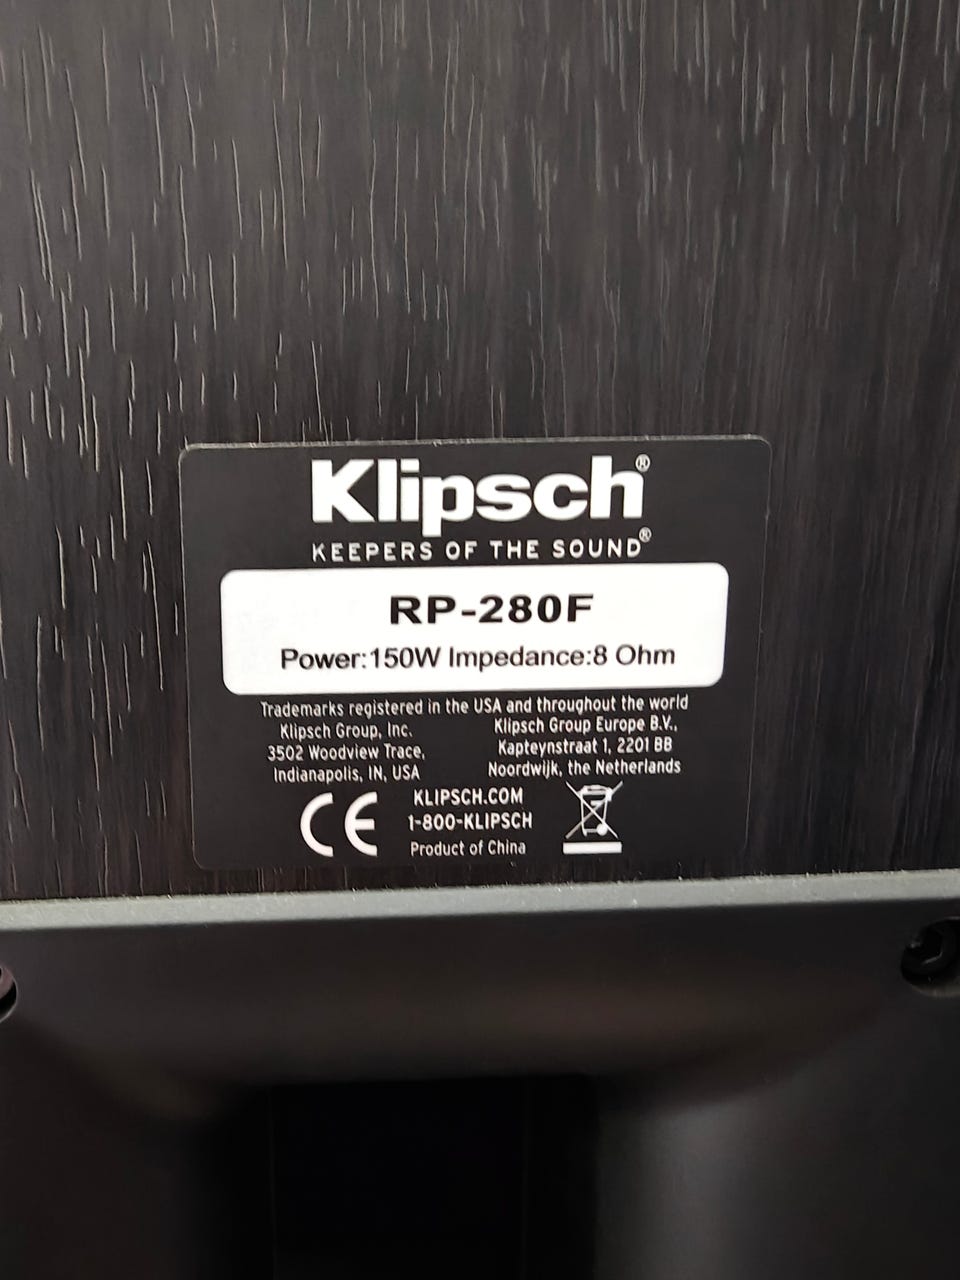 Klipsch®
KEEPERS OF THE SOUND®
RP-280F
Power:150W Impedance:8 Ohm
Trademarks registered in the USA and throughout the world
Klipsch Group, Inc.
3502 Woodview Trace,
Indianapolis, IN, USA
Klipsch Group Europe B.V.,
Kapteynstraat 1, 2201 BB
Noordwijk, the Netherlands
CE
KLIPSCH.COM
1-800-KLIPSCH
Product of China